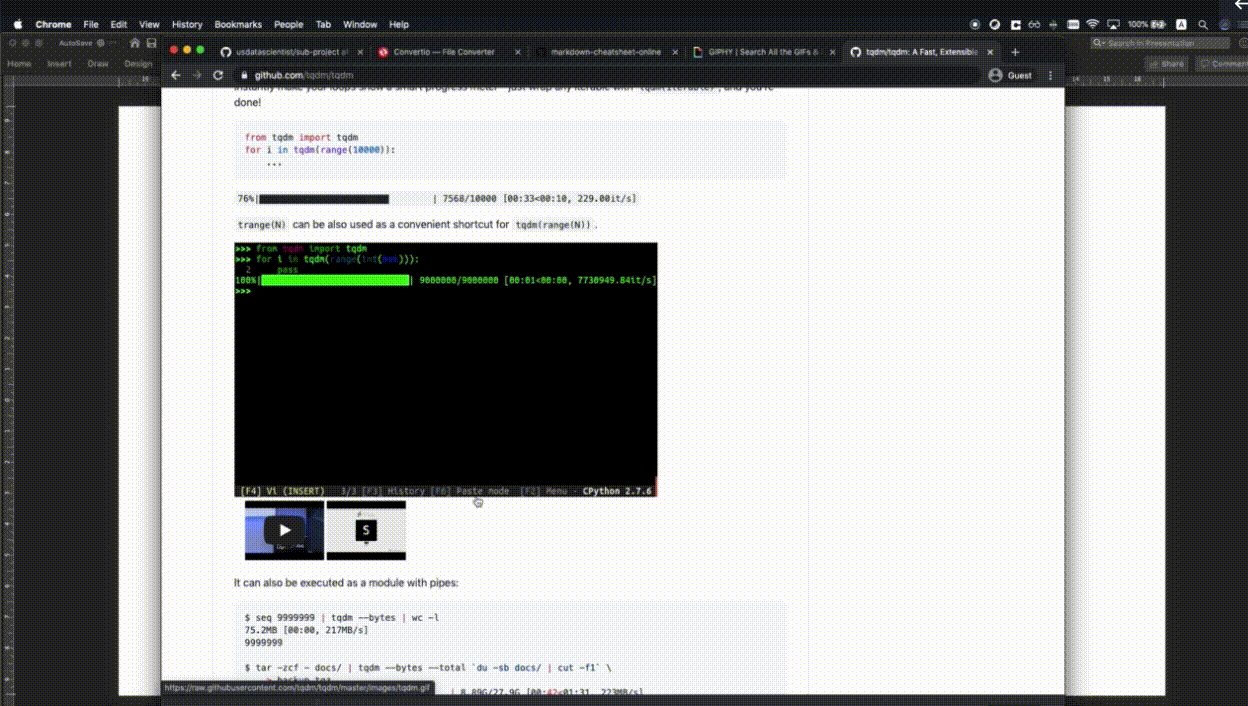 Chrome File Edit View History Bookmarks People Tab Window Help 100% A
AutoSave
usdatascientist/sub-project a
Convertio — File Converter
markdown-cheatsheet-online
GIPHY | Search All the GIFs &
tqdm/tqdm: A Fast, Extensible
Search in Presentation
Home Insert Draw Design Share Comment
github.com/tqdm/tqdm Guest
Instantly make your loops show a smart progress meter - just wrap any iterable with tqdm(iterable), and you're
done!
from tqdm import tqdm
for i in tqdm(range(10000)):
...
76%| | 7568/10000 [00:33<00:10, 229.00it/s]
trange(N) can be also used as a convenient shortcut for tqdm(range(N)).
>>> from tqdm import tqdm
>>> for i in tqdm(range(int(9e6))):
2 pass
100%| | 9000000/9000000 [00:01<00:00, 7730949.84it/s]
>>>
[F4] Vi (INSERT) 3/3 [F3] History [F6] Paste mode [F2] Menu - CPython 2.7.6
S
It can also be executed as a module with pipes:
$ seq 9999999 | tqdm --bytes | wc -l
75.2MB [00:00, 217MB/s]
9999999
$ tar -zcf - docs/ | tqdm --bytes --total `du -sb docs/ | cut -f1` \
> backup.tgz
| 8.89G/27.9G [00:42<01:31, 223MB/s]
https://raw.githubusercontent.com/tqdm/tqdm/master/images/tqdm.gif